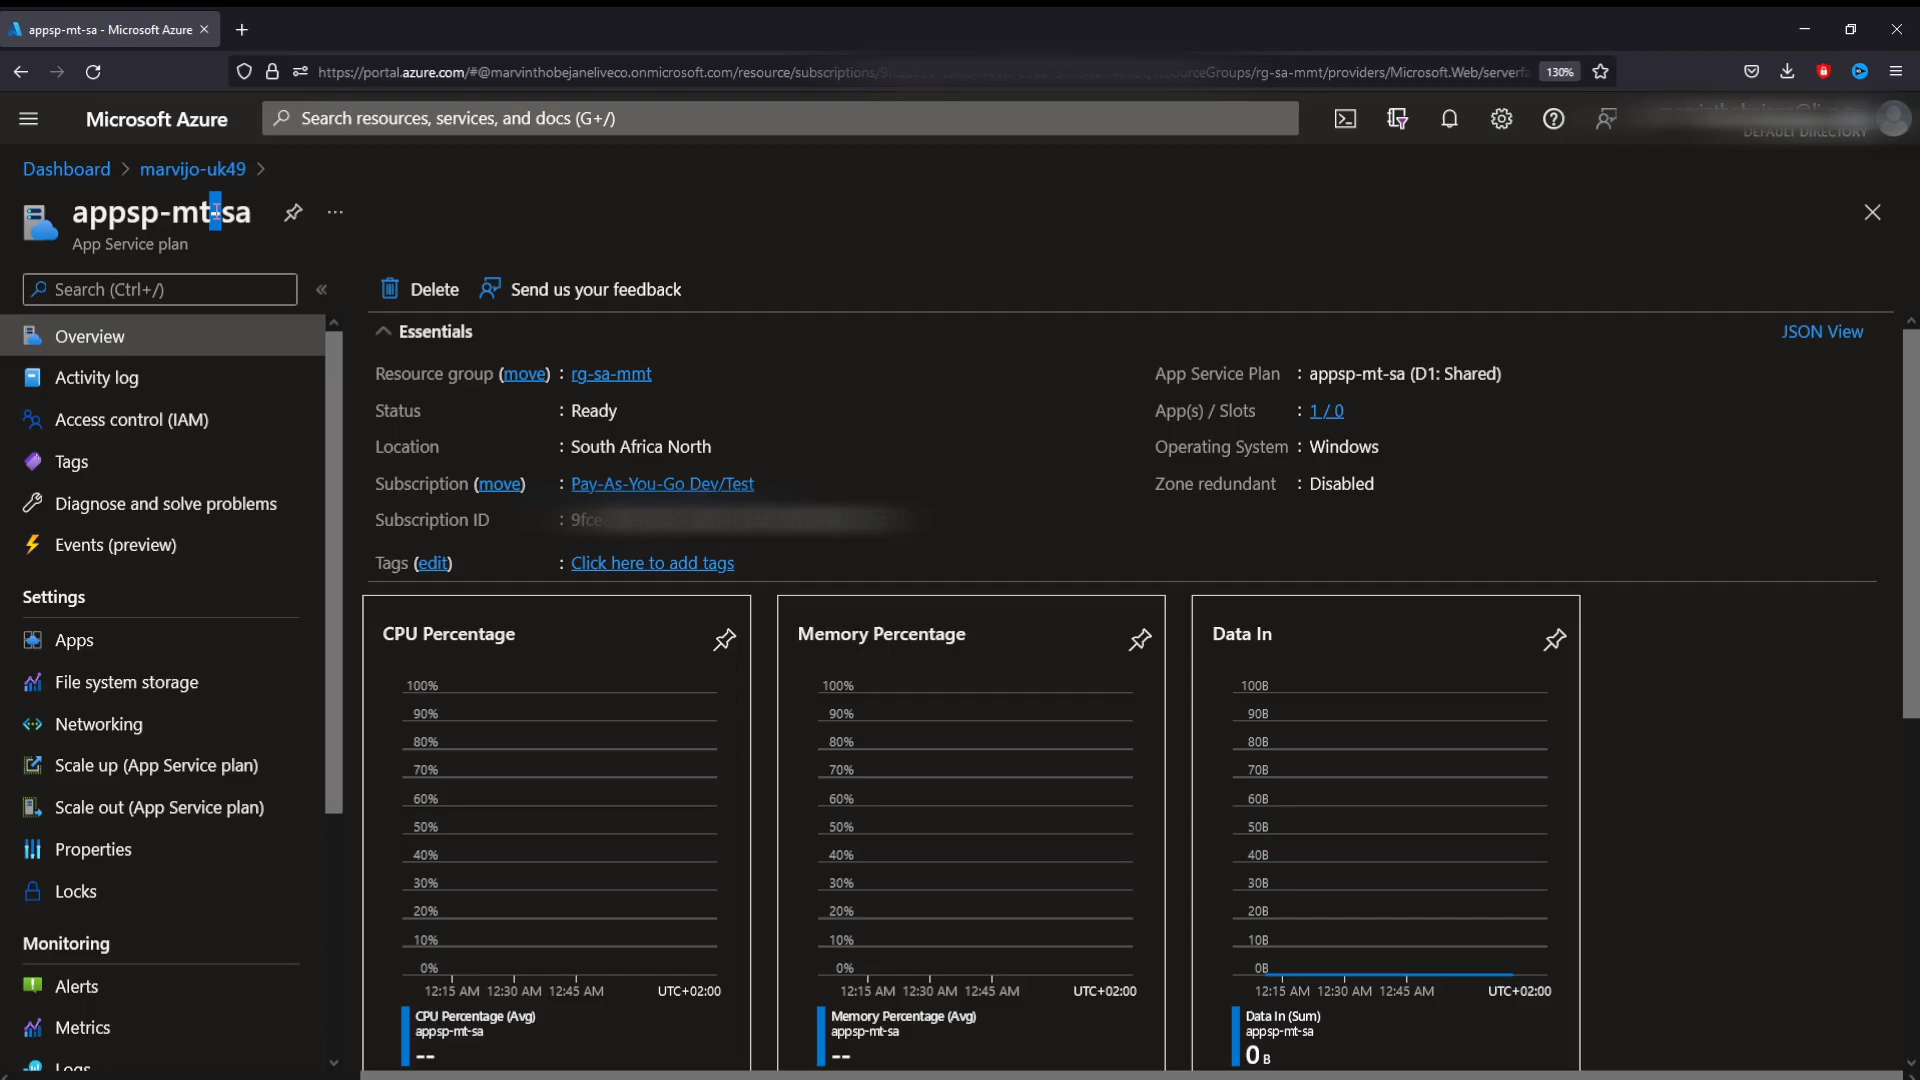 appsp-mt-sa - Microsoft Azure
https://portal.azure.com/#@marvinthobejaneliveco.onmicrosoft.com/resource/subscriptions/ resourceGroups/rg-sa-mmt/providers/Microsoft.Web/serverfa 130%
Microsoft Azure
Search resources, services, and docs (G+/)
DEFAULT DIRECTORY
Dashboard > marvijo-uk49 >
appsp-mt-sa ...
App Service plan
Search (Ctrl+/) «
Delete Send us your feedback
Overview
Activity log
Access control (IAM)
Tags
Diagnose and solve problems
Events (preview)
Settings
Apps
File system storage
Networking
Scale up (App Service plan)
Scale out (App Service plan)
Properties
Locks
Monitoring
Alerts
Metrics
Logs
Essentials JSON View
Resource group (move) : rg-sa-mmt
Status : Ready
Location : South Africa North
Subscription (move) : Pay-As-You-Go Dev/Test
Subscription ID : 9fce
Tags (edit) : Click here to add tags
App Service Plan : appsp-mt-sa (D1: Shared)
App(s) / Slots : 1 / 0
Operating System : Windows
Zone redundant : Disabled
CPU Percentage
100%
90%
80%
70%
60%
50%
40%
30%
20%
10%
0%
12:15 AM 12:30 AM 12:45 AM UTC+02:00
CPU Percentage (Avg)
appsp-mt-sa
--
Memory Percentage
100%
90%
80%
70%
60%
50%
40%
30%
20%
10%
0%
12:15 AM 12:30 AM 12:45 AM UTC+02:00
Memory Percentage (Avg)
appsp-mt-sa
--
Data In
100B
90B
80B
70B
60B
50B
40B
30B
20B
10B
0B
12:15 AM 12:30 AM 12:45 AM UTC+02:00
Data In (Sum)
appsp-mt-sa
0 B